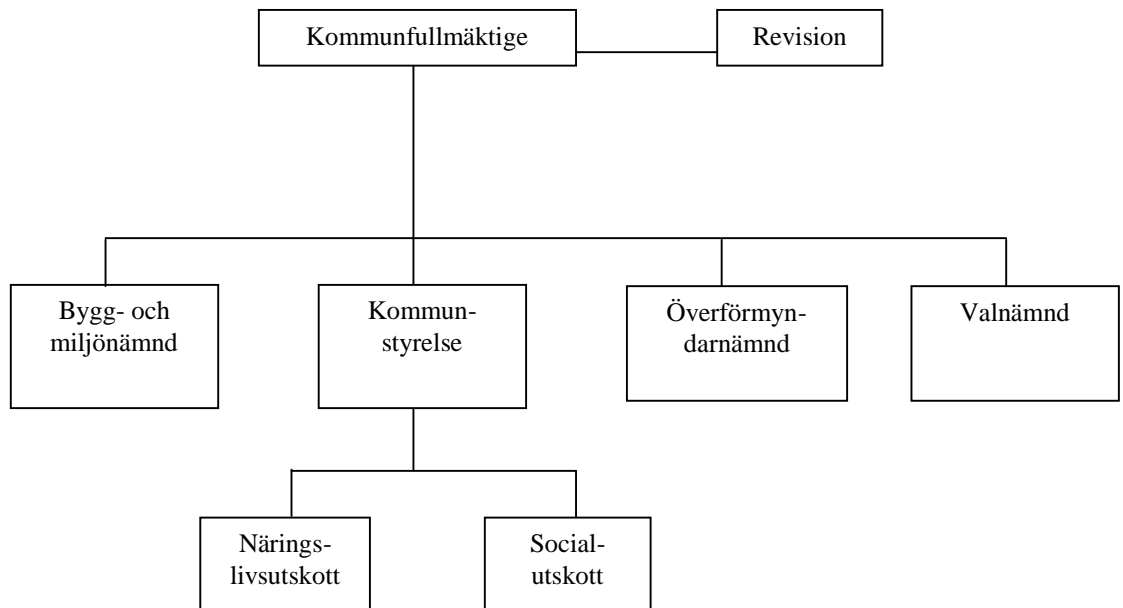 Kommunfullmäktige
Revision
Bygg- och
miljönämnd
Kommun-
styrelse
Överförmyn-
darnämnd
Valnämnd
Närings-
livsutskott
Social-
utskott